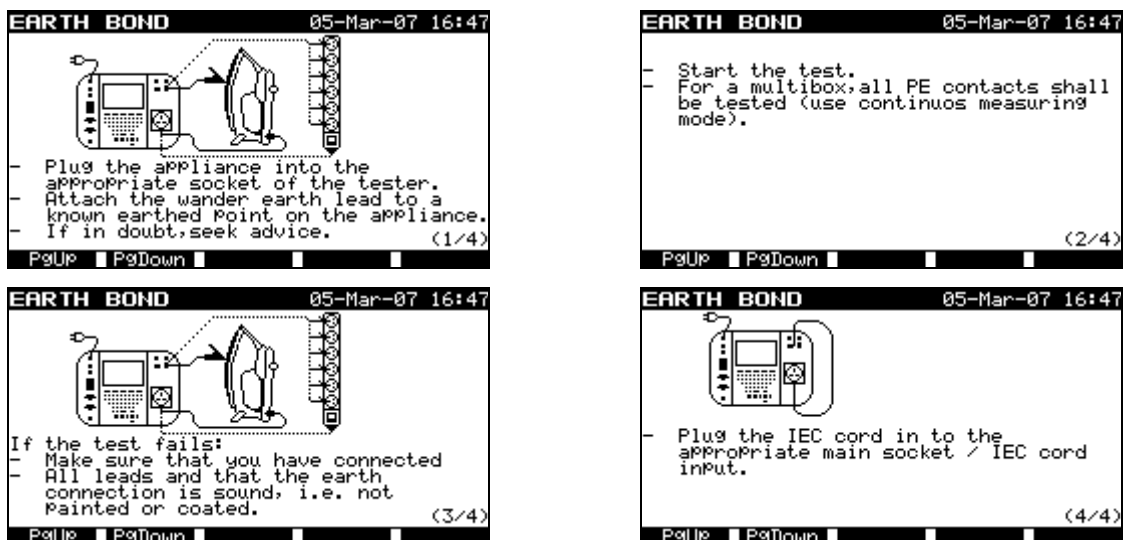 EARTH BOND 05-Mar-07 16:47
- Plug the appliance into the
appropriate socket of the tester.
- Attach the wander earth lead to a
known earthed point on the appliance.
- If in doubt,seek advice.
(1/4)
PgUp PgDown
EARTH BOND 05-Mar-07 16:47
- Start the test.
- For a multibox,all PE contacts shall
be tested (use continuos measuring
mode).
(2/4)
PgUp PgDown
EARTH BOND 05-Mar-07 16:47
If the test fails:
- Make sure that you have connected
- All leads and that the earth
connection is sound, i.e. not
painted or coated.
(3/4)
PgUp PgDown
EARTH BOND 05-Mar-07 16:47
- Plug the IEC cord in to the
appropriate main socket / IEC cord
input.
(4/4)
PgUp PgDown